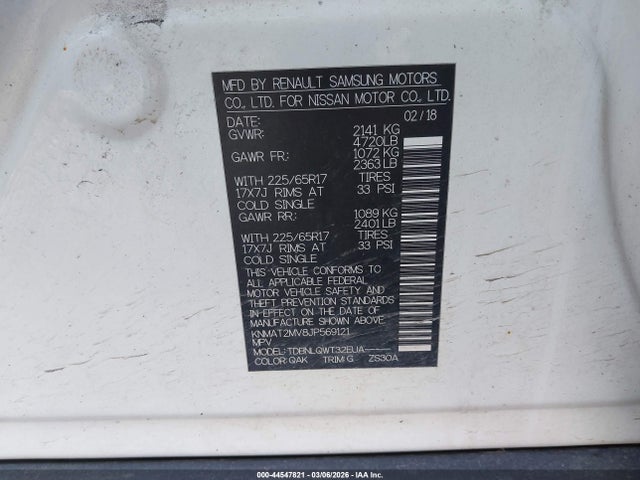 MFD BY RENAULT SAMSUNG MOTORS
CO., LTD. FOR NISSAN MOTOR CO., LTD.
DATE: 02/18
GVWR: 2141 KG
4720LB
GAWR FR: 1072 KG
2363LB
WITH 225/65R17 TIRES
17X7J RIMS AT 33 PSI
COLD SINGLE
GAWR RR: 1089 KG
2401LB
WITH 225/65R17 TIRES
17X7J RIMS AT 33 PSI
COLD SINGLE
THIS VEHICLE CONFORMS TO
ALL APPLICABLE FEDERAL
MOTOR VEHICLE SAFETY AND
THEFT PREVENTION STANDARDS
IN EFFECT ON THE DATE OF
MANUFACTURE SHOWN ABOVE.
KNMAT2MV8JP569121
MPV
MODEL: TDBNLQWT32EUA-----
COLOR: QAK TRIM: G ZS30A
000-44547821 - 03/06/2026 - IAA Inc.